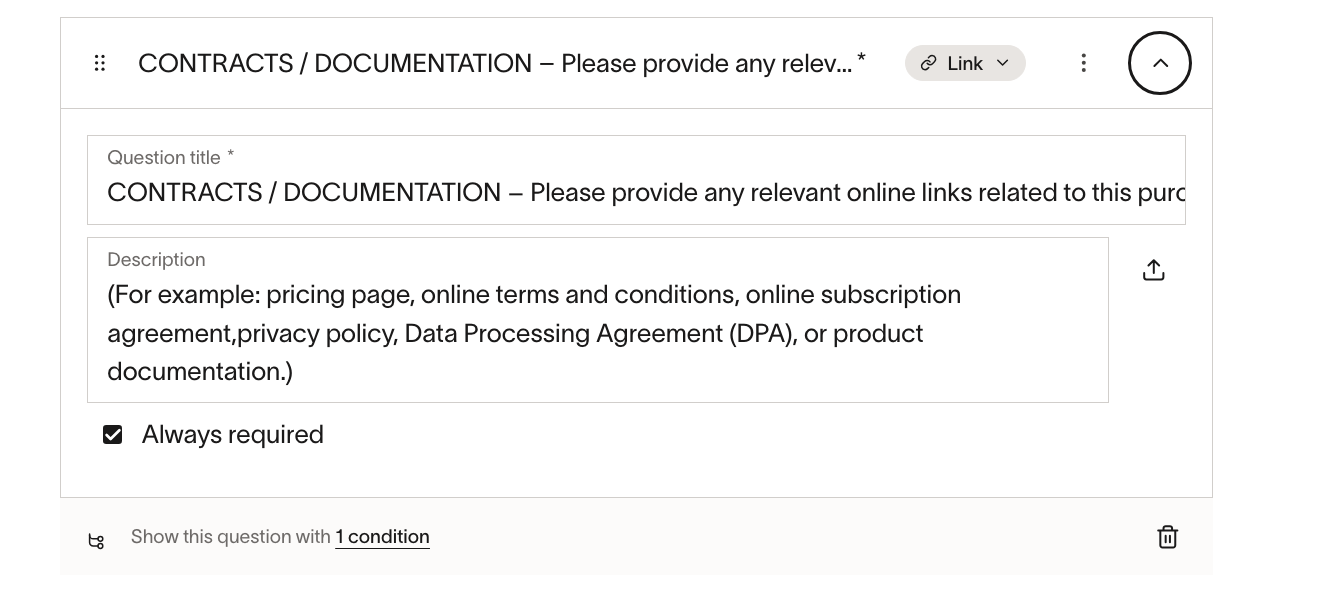 CONTRACTS / DOCUMENTATION – Please provide any relev... *
Link
Question title *
CONTRACTS / DOCUMENTATION – Please provide any relevant online links related to this purc
Description
(For example: pricing page, online terms and conditions, online subscription
agreement,privacy policy, Data Processing Agreement (DPA), or product
documentation.)
Always required
Show this question with 1 condition